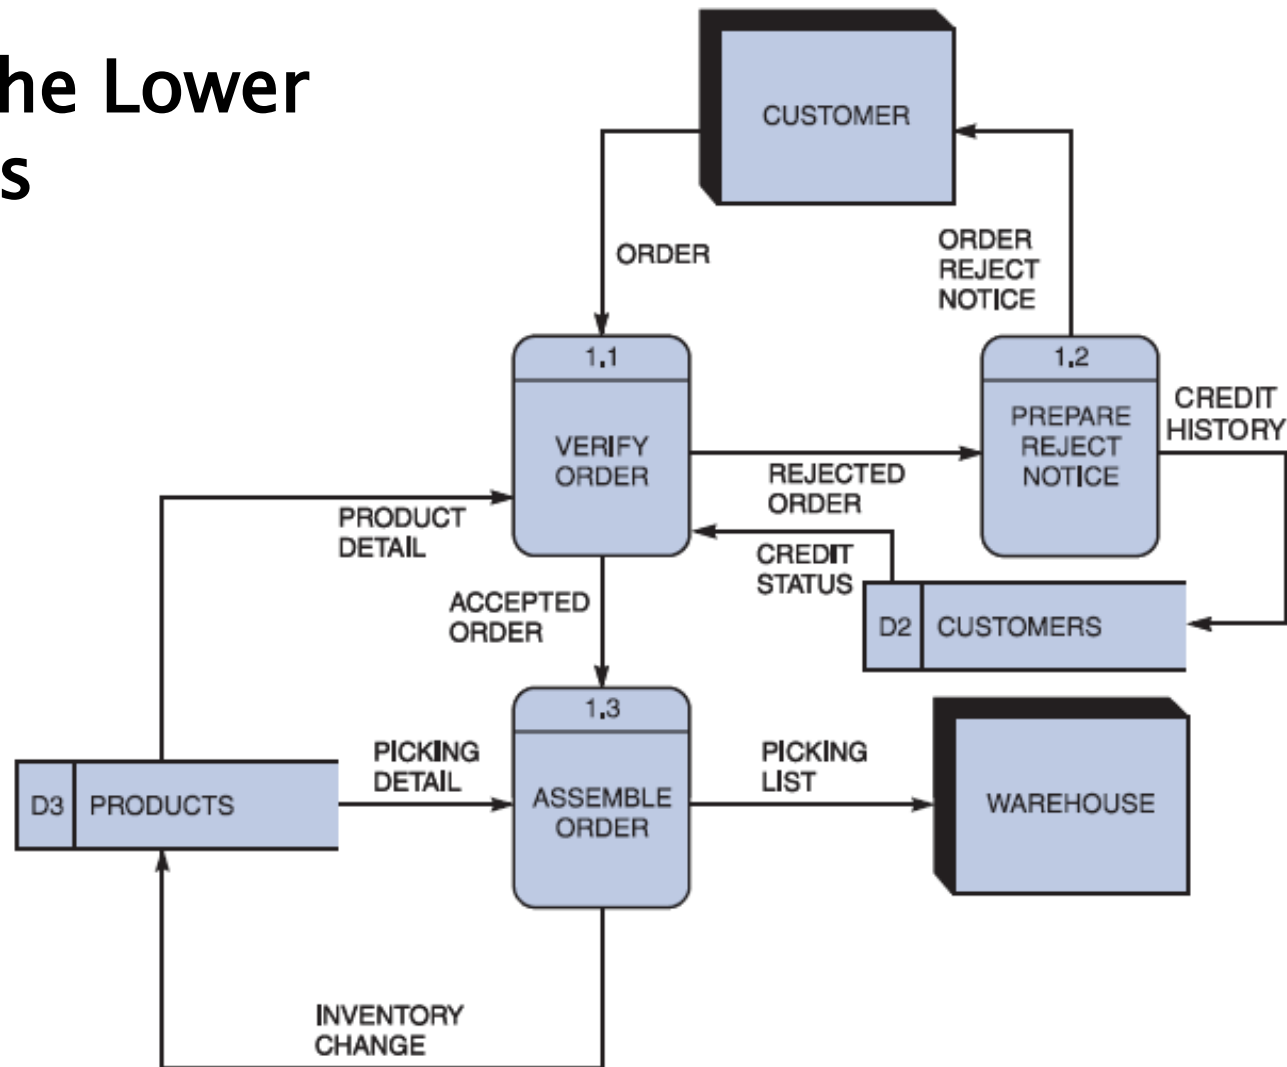 he Lower
s
CUSTOMER
ORDER
ORDER
REJECT
NOTICE
1.1
VERIFY
ORDER
1.2
PREPARE
REJECT
NOTICE
CREDIT
HISTORY
REJECTED
ORDER
PRODUCT
DETAIL
CREDIT
STATUS
ACCEPTED
ORDER
D2
CUSTOMERS
1.3
ASSEMBLE
ORDER
PICKING
DETAIL
PICKING
LIST
D3
PRODUCTS
WAREHOUSE
INVENTORY
CHANGE